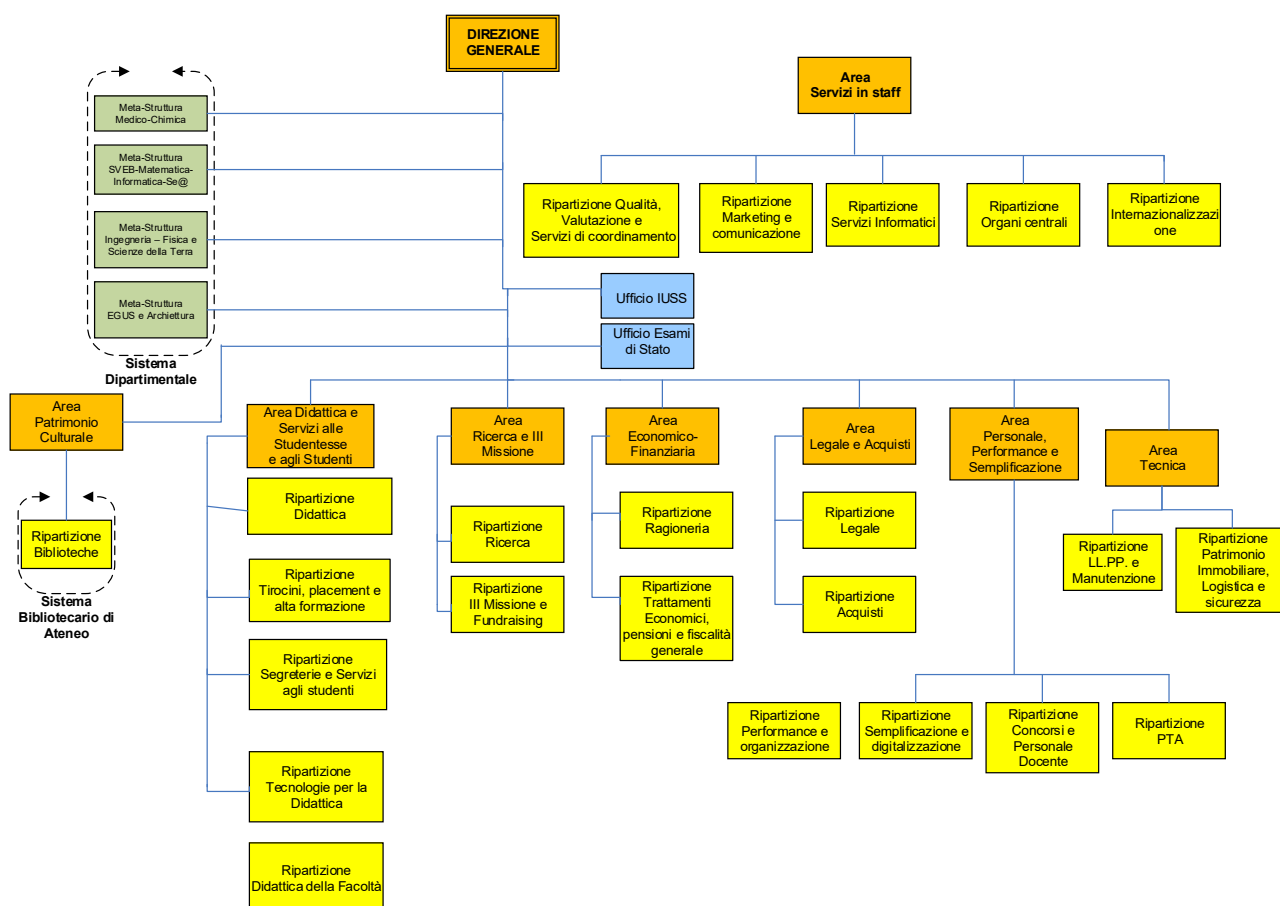 DIREZIONE
GENERALE
Area
Servizi in staff
Meta-Struttura
Medico-Chimica
Meta-Struttura
SVEB-Matematica-
Informatica-Se@
Meta-Struttura
Ingegneria – Fisica e
Scienze della Terra
Meta-Struttura
EGUS e Archiettura
Sistema
Dipartimentale
Ripartizione Qualità,
Valutazione e
Servizi di coordinamento
Ripartizione
Marketing e
comunicazione
Ripartizione
Servizi Informatici
Ripartizione
Organi centrali
Ripartizione
Internazionalizzazi
one
Ufficio IUSS
Ufficio Esami
di Stato
Area
Patrimonio
Culturale
Ripartizione
Biblioteche
Sistema
Bibliotecario di
Ateneo
Area Didattica e
Servizi alle
Studentesse
e agli Studenti
Ripartizione
Didattica
Ripartizione
Tirocini, placement e
alta formazione
Ripartizione
Segreterie e Servizi
agli studenti
Ripartizione
Tecnologie per la
Didattica
Ripartizione
Didattica della Facoltà
Area
Ricerca e III
Missione
Ripartizione
Ricerca
Ripartizione
III Missione e
Fundraising
Area
Economico-
Finanziaria
Ripartizione
Ragioneria
Ripartizione
Trattamenti
Economici,
pensioni e fiscalità
generale
Area
Legale e Acquisti
Ripartizione
Legale
Ripartizione
Acquisti
Area
Personale,
Performance e
Semplificazione
Ripartizione
Performance e
organizzazione
Ripartizione
Semplificazione e
digitalizzazione
Ripartizione
Concorsi e
Personale
Docente
Ripartizione
PTA
Area
Tecnica
Ripartizione
LL.PP. e
Manutenzione
Ripartizione
Patrimonio
Immobiliare,
Logistica e
sicurezza